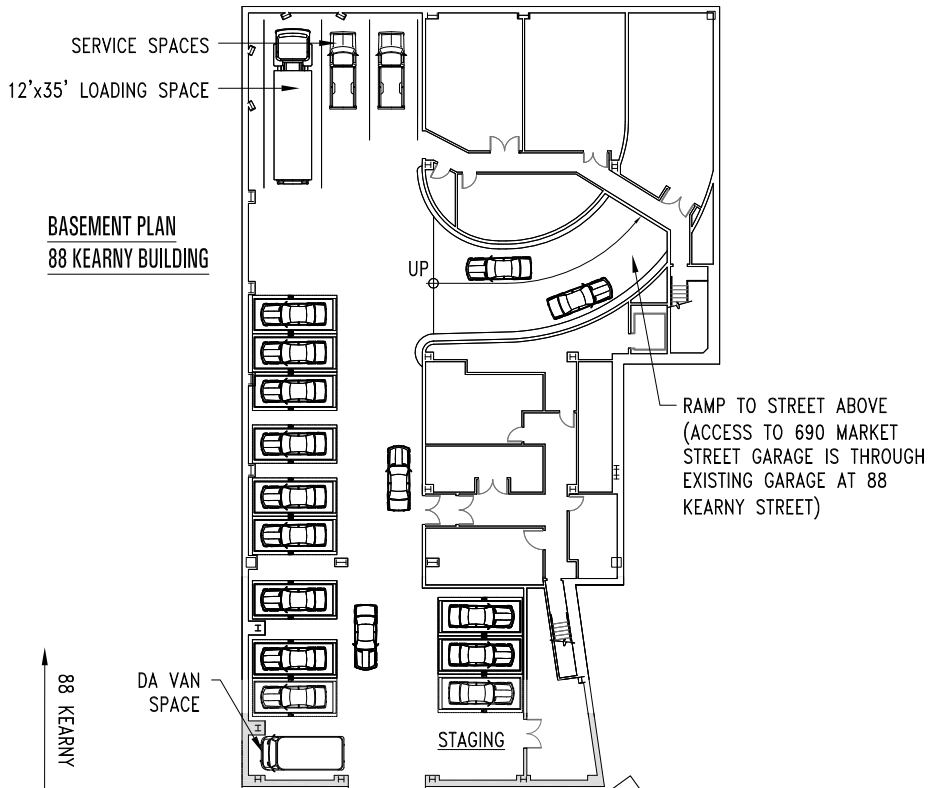 SERVICE SPACES
12'x35' LOADING SPACE
BASEMENT PLAN
88 KEARNY BUILDING
UP
RAMP TO STREET ABOVE
(ACCESS TO 690 MARKET
STREET GARAGE IS THROUGH
EXISTING GARAGE AT 88
KEARNY STREET)
DA VAN
SPACE
88 KEARNY
STAGING